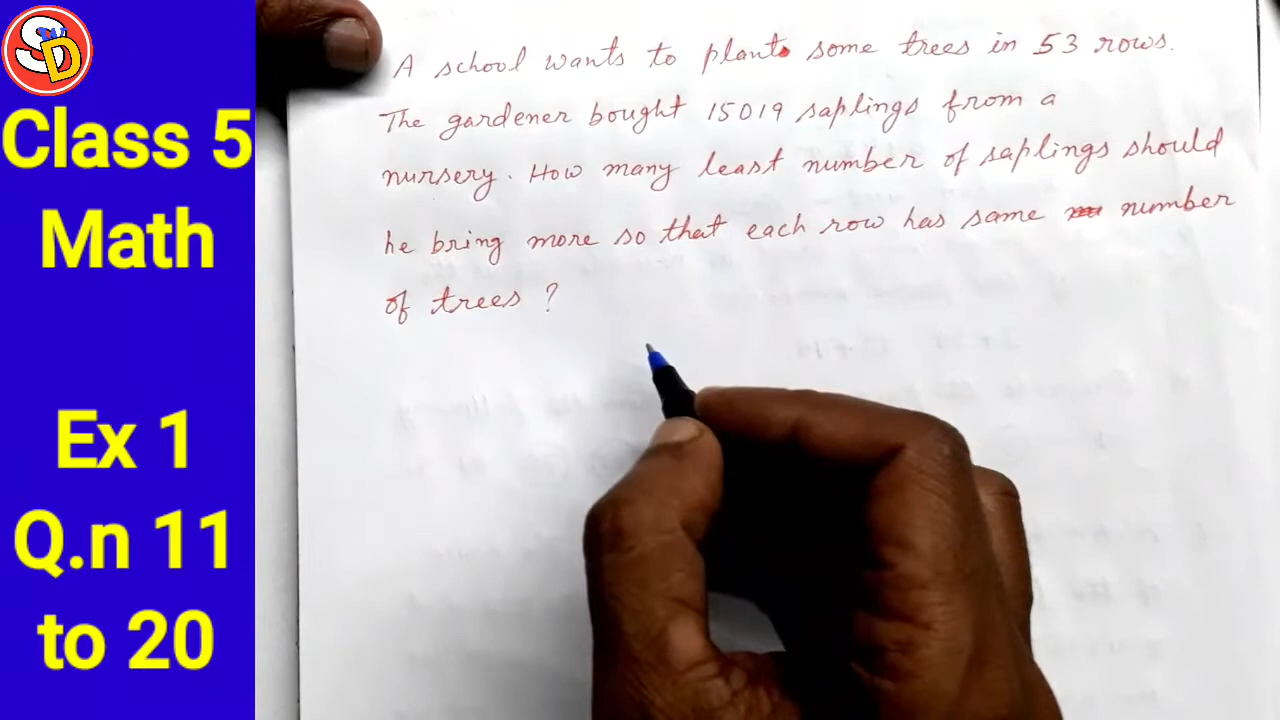 SD
Class 5
Math
Ex 1
Q.n 11
to 20
A school wants to plant some trees in 53 rows.
The gardener bought 15019 saplings from a
nursery. How many least number of saplings should
he bring more so that each row has same number
of trees ?